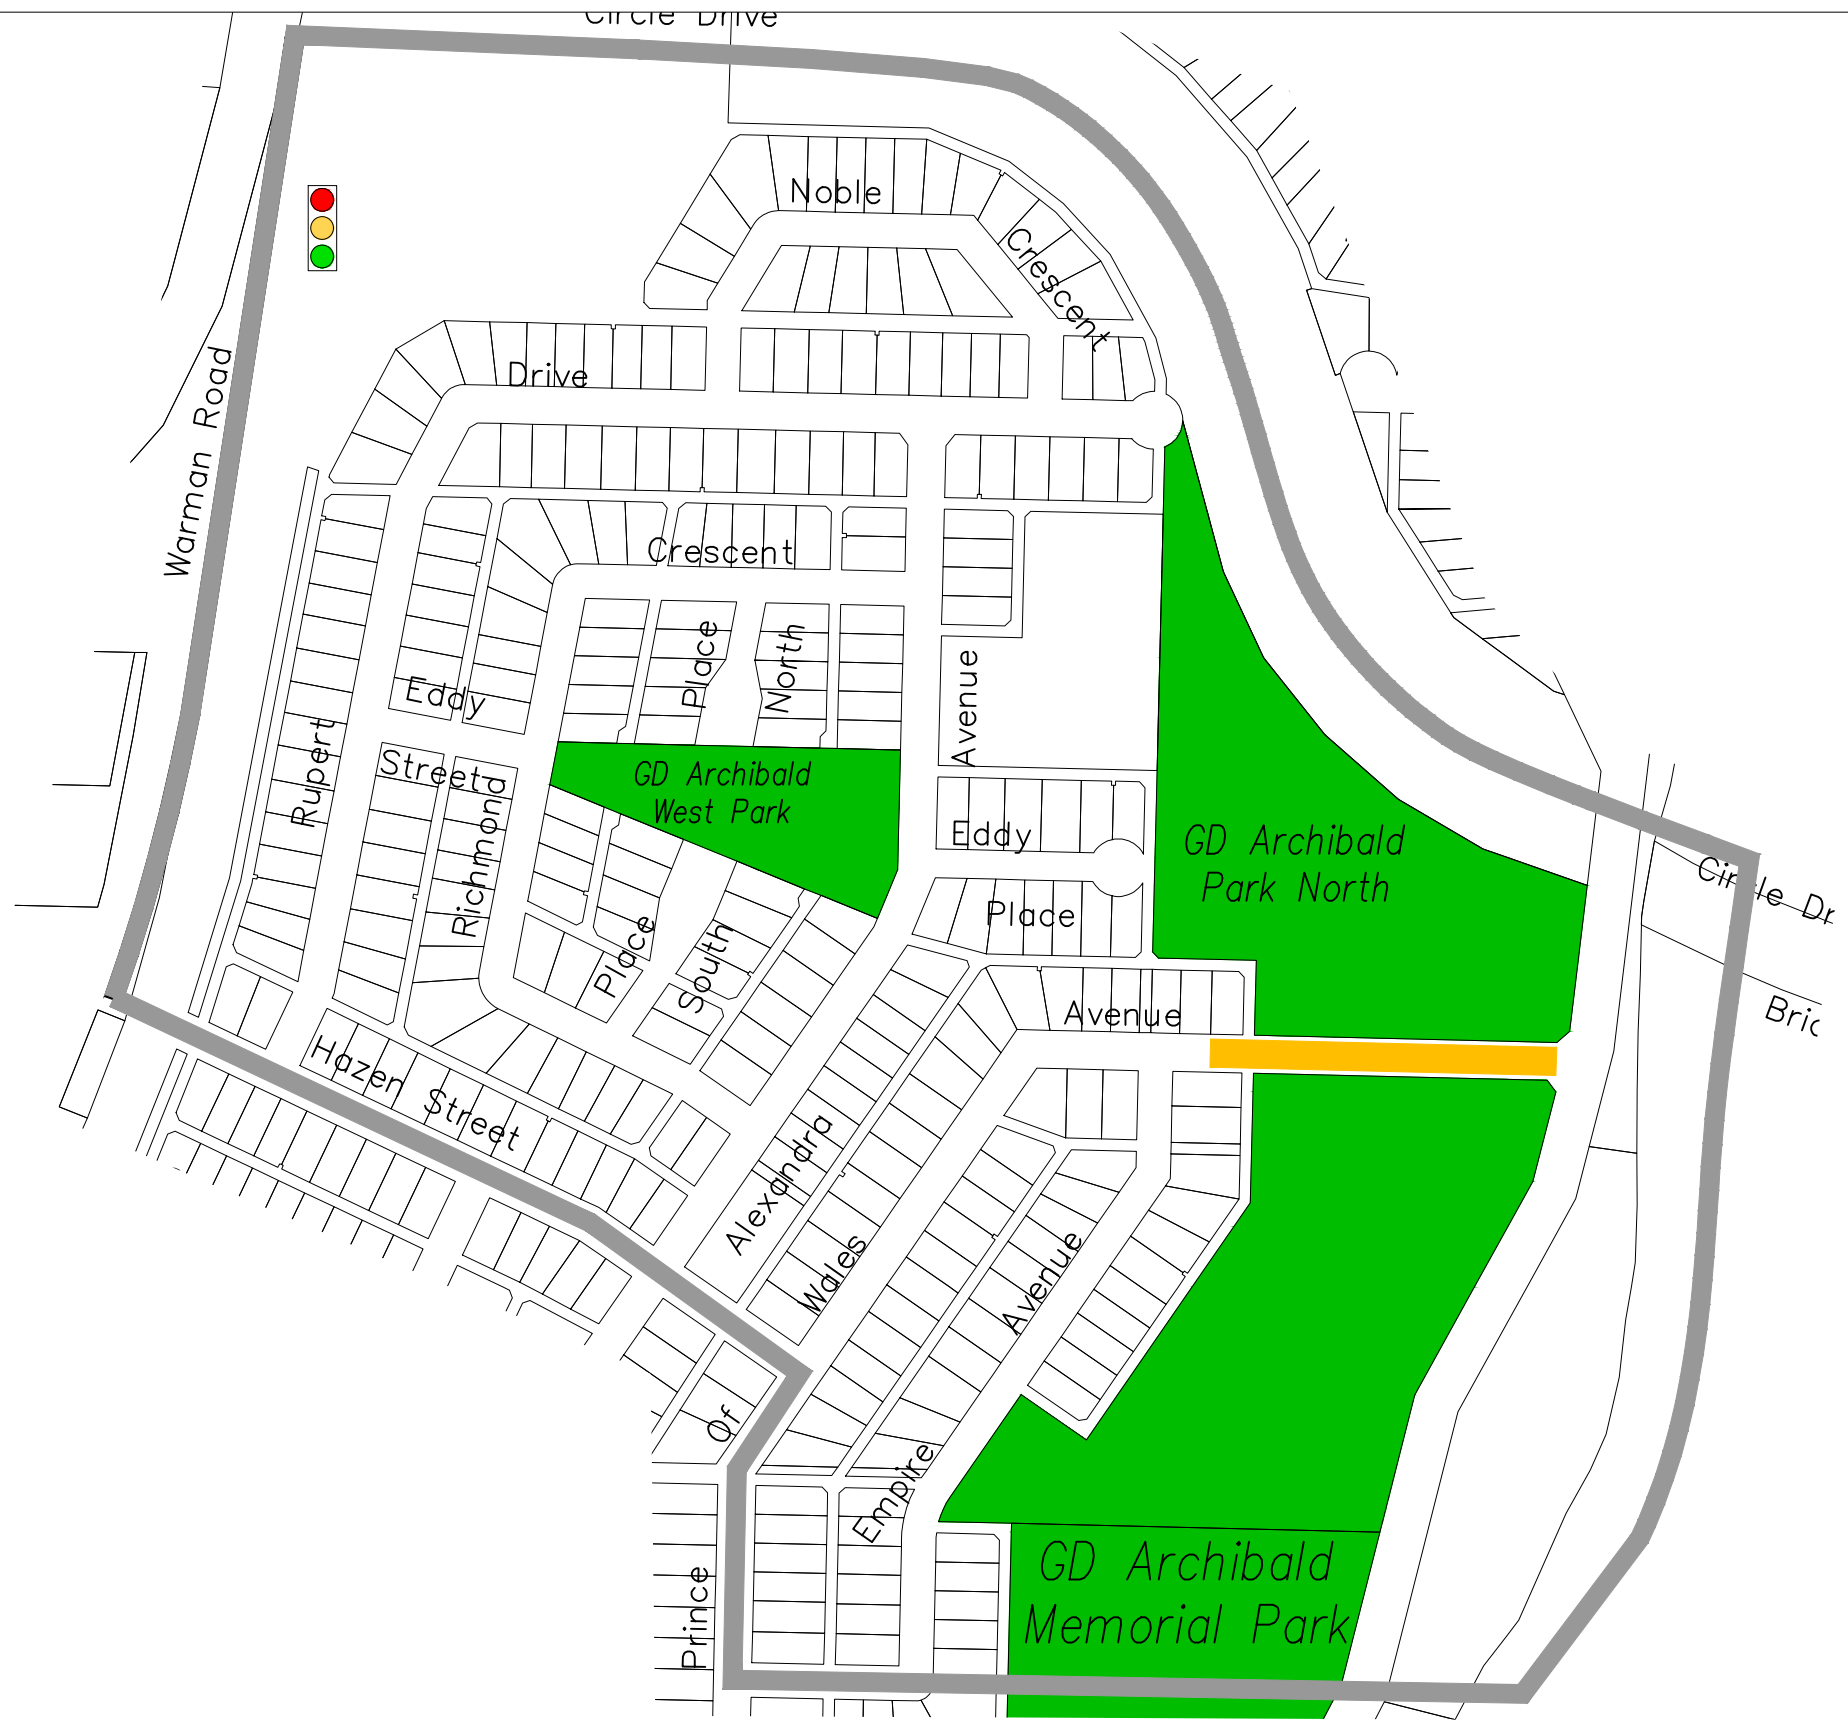 Circle Drive
Noble
Crescent
Drive
Warman Road
Crescent
Place
North
Avenue
Eddy
Street
Rupert
Richmond
GD Archibald
West Park
Eddy
Place
GD Archibald
Park North
Circle Dr
Bric
Place
South
Avenue
Hazen Street
Alexandra
Wales
Avenue
Of
Empire
Prince
GD Archibald
Memorial Park